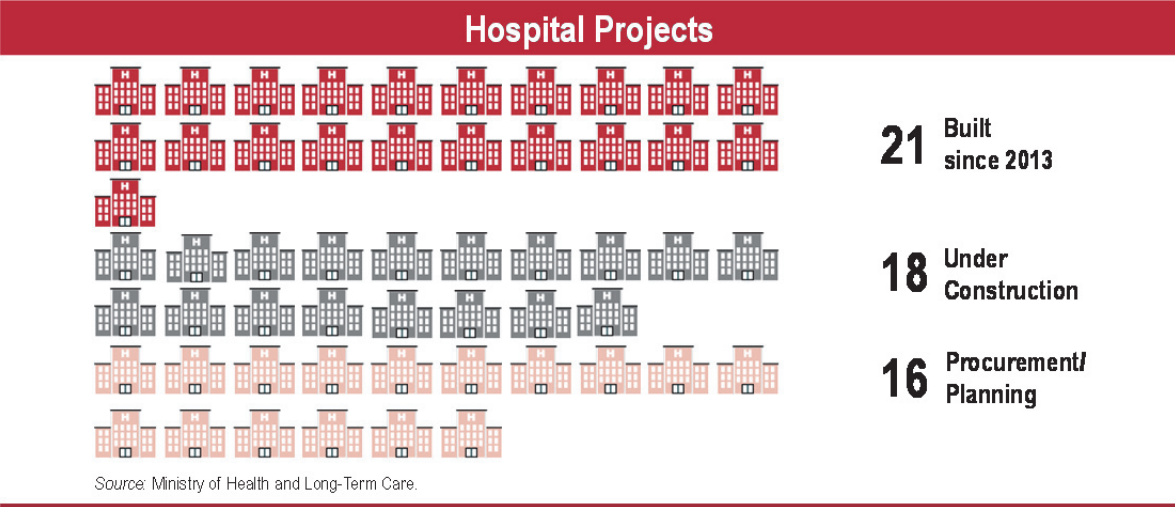 Hospital Projects
21 Built
since 2013
18 Under
Construction
16 Procurement/
Planning
Source: Ministry of Health and Long-Term Care.